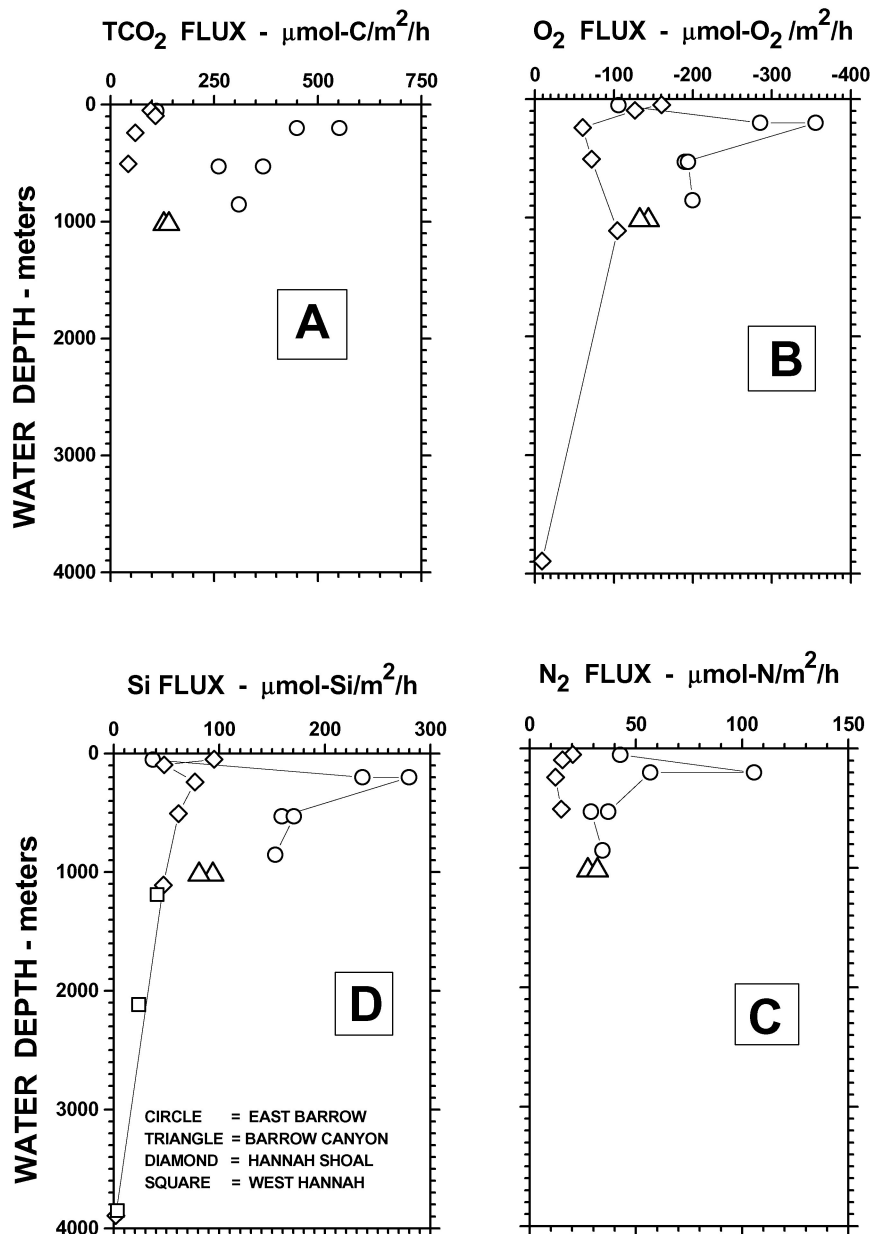 TCO2 FLUX - μmol-C/m2/h
0 250 500 750
0
1000
2000
3000
4000
WATER DEPTH - meters
A
O2 FLUX - μmol-O2 /m2/h
0 -100 -200 -300 -400
B
Si FLUX - μmol-Si/m2/h
0 100 200 300
0
1000
2000
3000
4000
WATER DEPTH - meters
D
CIRCLE = EAST BARROW
TRIANGLE = BARROW CANYON
DIAMOND = HANNAH SHOAL
SQUARE = WEST HANNAH
N2 FLUX - μmol-N/m2/h
0 50 100 150
C